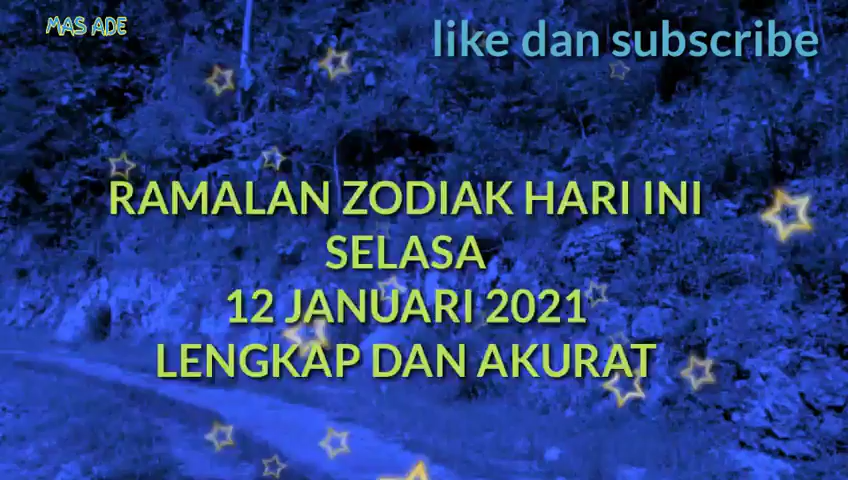 MAS ADE
like dan subscribe
RAMALAN ZODIAK HARI INI
SELASA
12 JANUARI 2021
LENGKAP DAN AKURAT